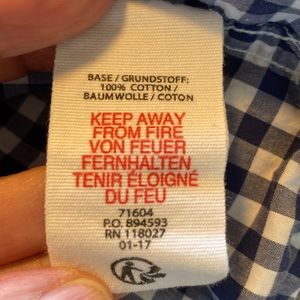 BASE / GRUNDSTOFF:
100% COTTON /
BAUMWOLLE / COTON
KEEP AWAY
FROM FIRE
VON FEUER
FERNHALTEN
TENIR ÉLOIGNÉ
DU FEU
71604
P.O. 894593
RN 118027
01-17